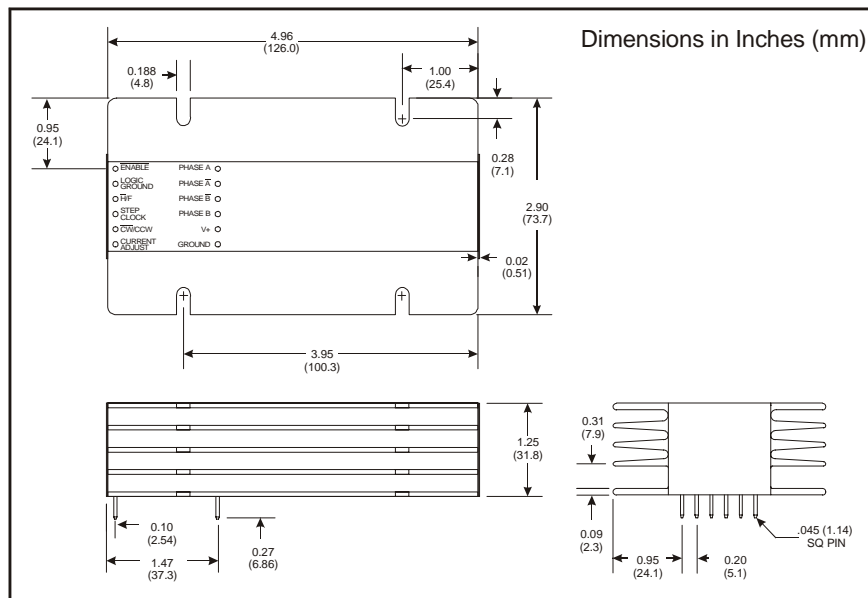 Dimensions in Inches (mm)
4.96
(126.0)
0.188
(4.8)
1.00
(25.4)
0.95
(24.1)
0.28
(7.1)
2.90
(73.7)
0.02
(0.51)
E̅N̅A̅B̅L̅E̅
LOGIC
GROUND
H̅/F
STEP
CLOCK
C̅W̅/CCW
CURRENT
ADJUST
PHASE A
PHASE A̅
PHASE B̅
PHASE B
V+
GROUND
3.95
(100.3)
1.25
(31.8)
0.10
(2.54)
0.27
(6.86)
1.47
(37.3)
0.31
(7.9)
0.09
(2.3)
0.95
(24.1)
0.20
(5.1)
.045 (1.14)
SQ PIN